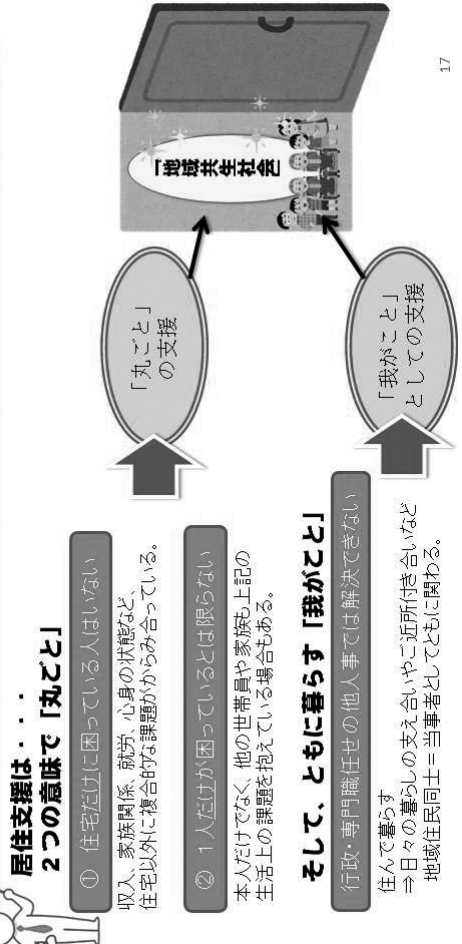 居住支援は・・・
２つの意味で「丸ごと」
① 住宅だけに困っている人はいない
収入、家族関係、就労、心身の状態など、
住宅以外に複合的な課題がからみ合っている。
② １人だけが困っているとは限らない
本人だけでなく、他の世帯員や家族も上記の
生活上の課題を抱えている場合もある。
そして、ともに暮らす「我がこと」
行政・専門職任せの他人事では解決できない
住んで暮らす
⇒日々の暮らしの支え合いやご近所付き合いなど
地域住民同士＝当事者としてともに関わる。
「丸ごと」
の支援
「我がこと」
としての支援
「地域共生社会」
17